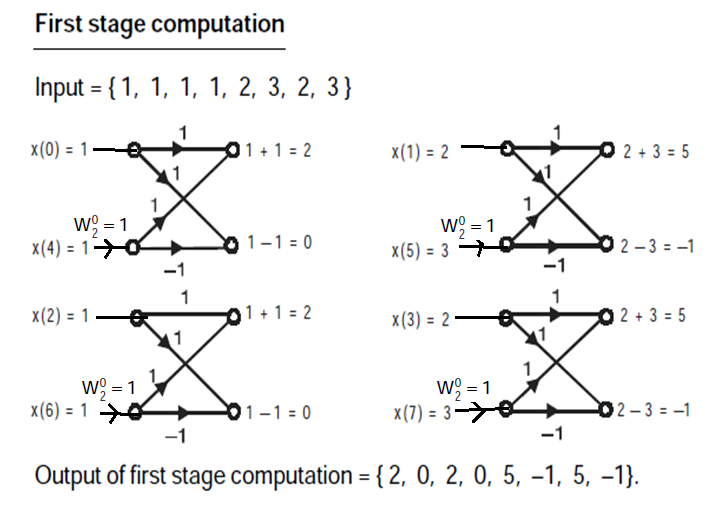 First stage computation
Input = { 1, 1, 1, 1, 2, 3, 2, 3 }
x(0) = 1
1
1 + 1 = 2
1
1
W₂⁰ = 1
x(4) = 1
1 – 1 = 0
–1
x(1) = 2
1
2 + 3 = 5
1
1
W₂⁰ = 1
x(5) = 3
2 – 3 = –1
–1
x(2) = 1
1
1 + 1 = 2
1
1
W₂⁰ = 1
x(6) = 1
1 – 1 = 0
–1
x(3) = 2
1
2 + 3 = 5
1
1
W₂⁰ = 1
x(7) = 3
2 – 3 = –1
–1
Output of first stage computation = { 2, 0, 2, 0, 5, –1, 5, –1}.